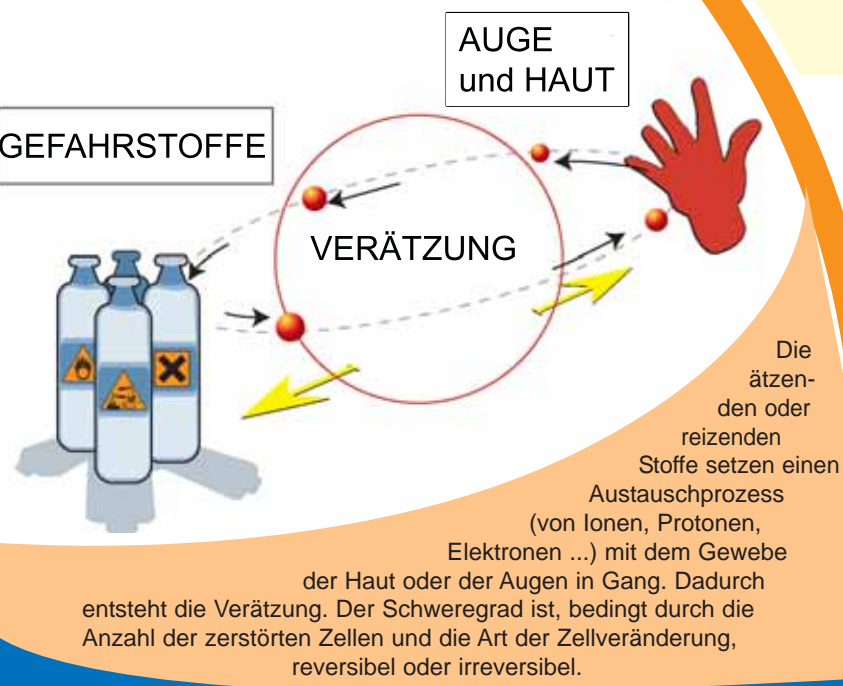 AUGE
und HAUT
GEFAHRSTOFFE
VERÄTZUNG
Die
ätzen-
den oder
reizenden
Stoffe setzen einen
Austauschprozess
(von Ionen, Protonen,
Elektronen ...) mit dem Gewebe
der Haut oder der Augen in Gang. Dadurch
entsteht die Verätzung. Der Schweregrad ist, bedingt durch die
Anzahl der zerstörten Zellen und die Art der Zellveränderung,
reversibel oder irreversibel.